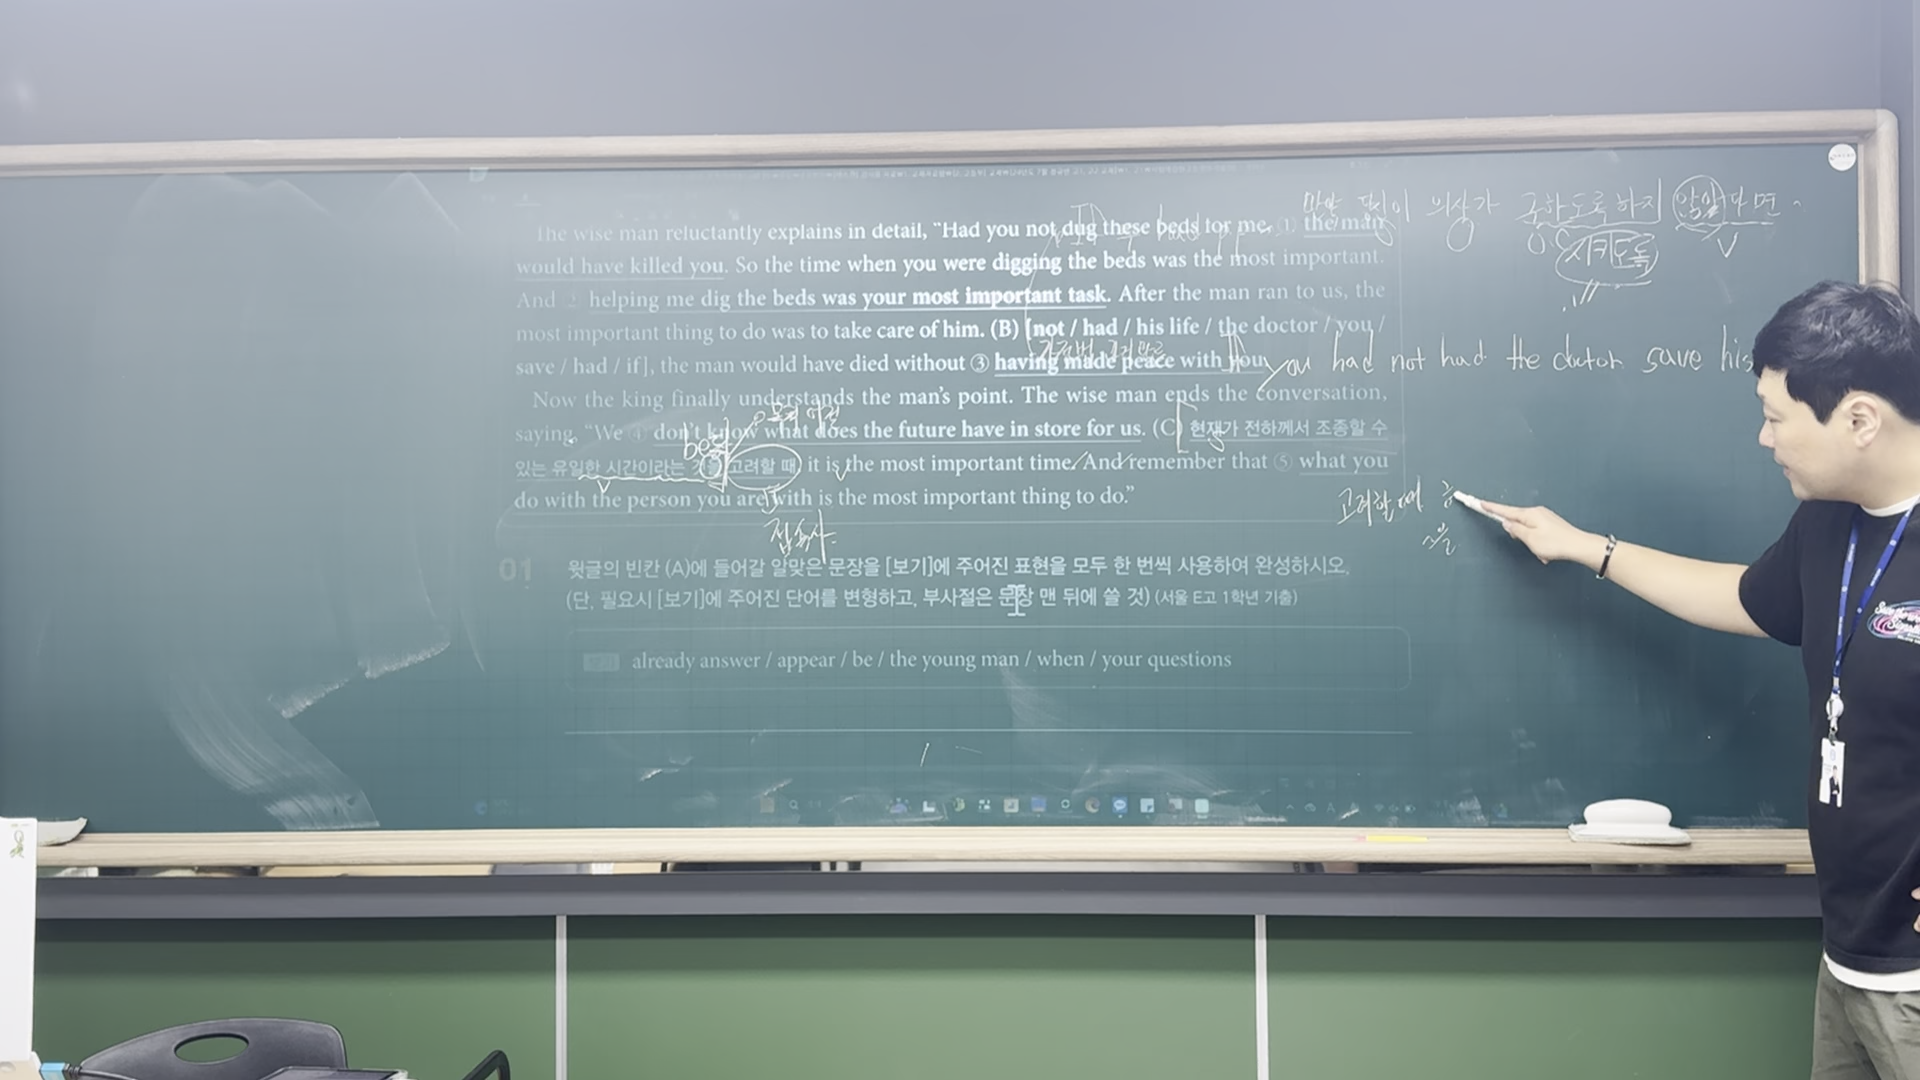 The wise man reluctantly explains in detail, “Had you not dug these beds for me, ① the man
would have killed you. So the time when you were digging the beds was the most important.
And ② helping me dig the beds was your most important task. After the man ran to us, the
most important thing to do was to take care of him. (B) [not / had / his life / the doctor / you /
save / had / if], the man would have died without ③ having made peace with you.
Now the king finally understands the man’s point. The wise man ends the conversation,
saying, “We ④ don’t know what does the future have in store for us. (C) 현재가 전하께서 조종할 수
있는 유일한 시간이라는 것을 고려할 때 it is the most important time. And remember that ⑤ what you
do with the person you are with is the most important thing to do.”
01 윗글의 빈칸 (A)에 들어갈 알맞은 문장을 [보기]에 주어진 표현을 모두 한 번씩 사용하여 완성하시오.
(단, 필요시 [보기]에 주어진 단어를 변형하고, 부사절은 문장 맨 뒤에 쓸 것) (서울 E고 1학년 기출)
already answer / appear / be / the young man / when / your questions
만약 당신이 의사가 구하도록 하지 않았다면
시키도록
If you had not had the doctor save his
가정법 과거완료
접속사
고려할 때